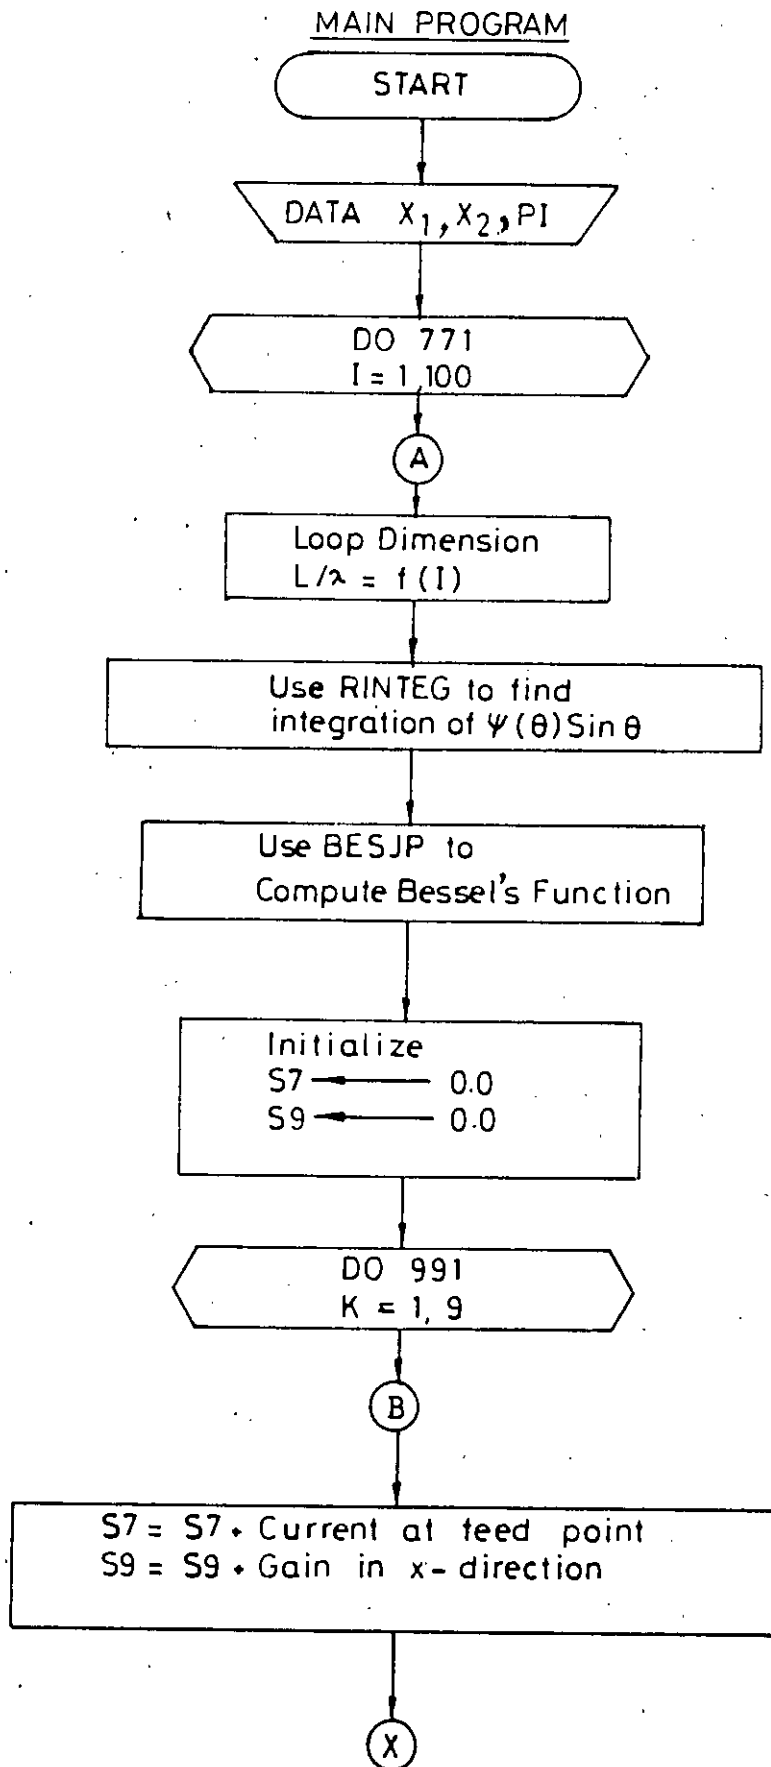 MAIN PROGRAM
START
DATA X1, X2, PI
DO 771
I = 1,100
A
Loop Dimension
L/λ = f(I)
Use RINTEG to find
integration of Ψ(θ)Sin θ
Use BESJP to
Compute Bessel's Function
Initialize
S7 ← 0.0
S9 ← 0.0
DO 991
K = 1, 9
B
S7 = S7 + Current at feed point
S9 = S9 + Gain in x-direction
X